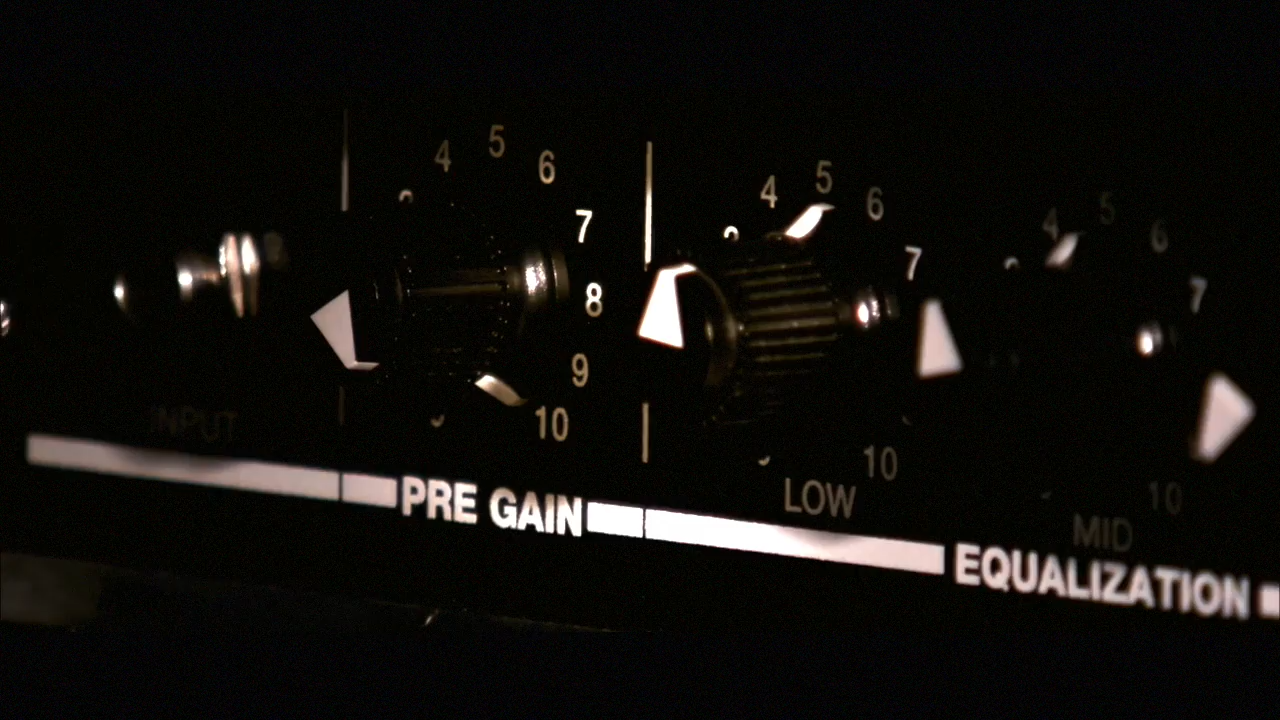 4 5 6 7 8 9 10
4 5 6 7 10
4 5 6 7 10
INPUT
LOW
MID
PRE GAIN
EQUALIZATION